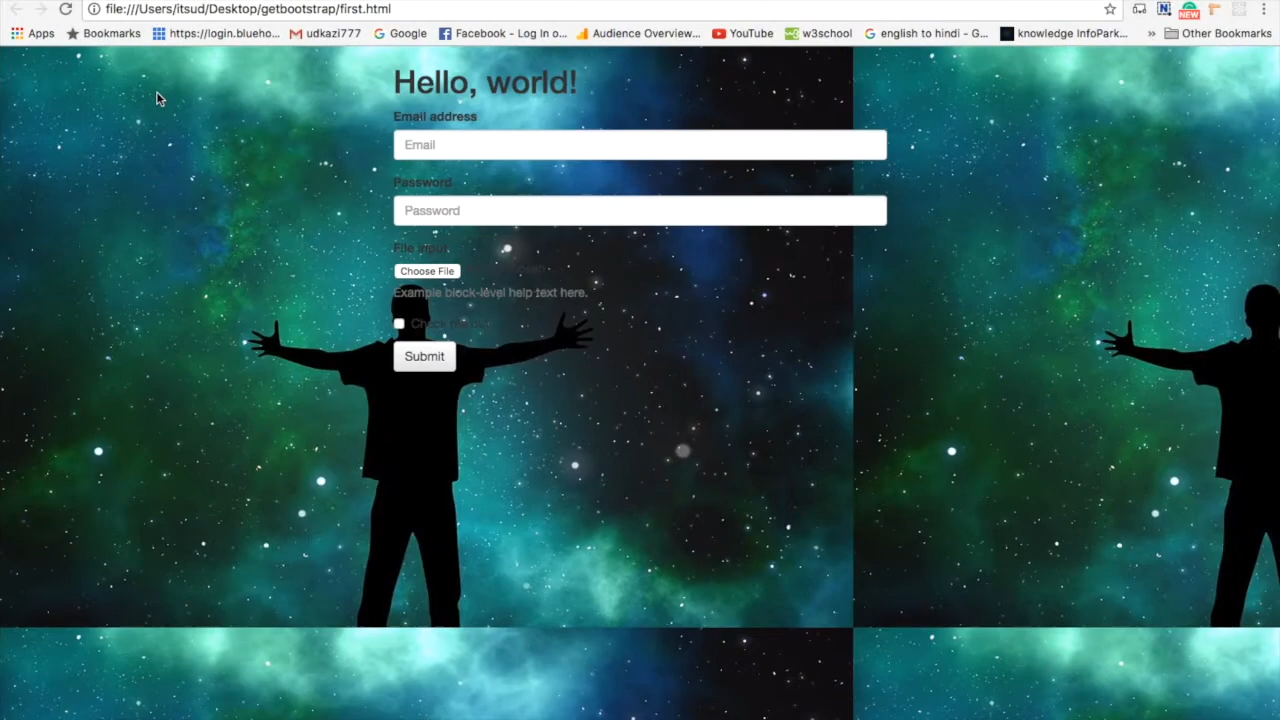 file:///Users/itsud/Desktop/getbootstrap/first.html
NEW
Apps Bookmarks https://login.blueho... udkazi777 Google Facebook - Log In o... Audience Overview... YouTube w3school english to hindi - G... knowledge InfoPark... » Other Bookmarks
Hello, world!
Email address
Email
Password
Password
File input
Choose File
Example block-level help text here.
Check me
Submit